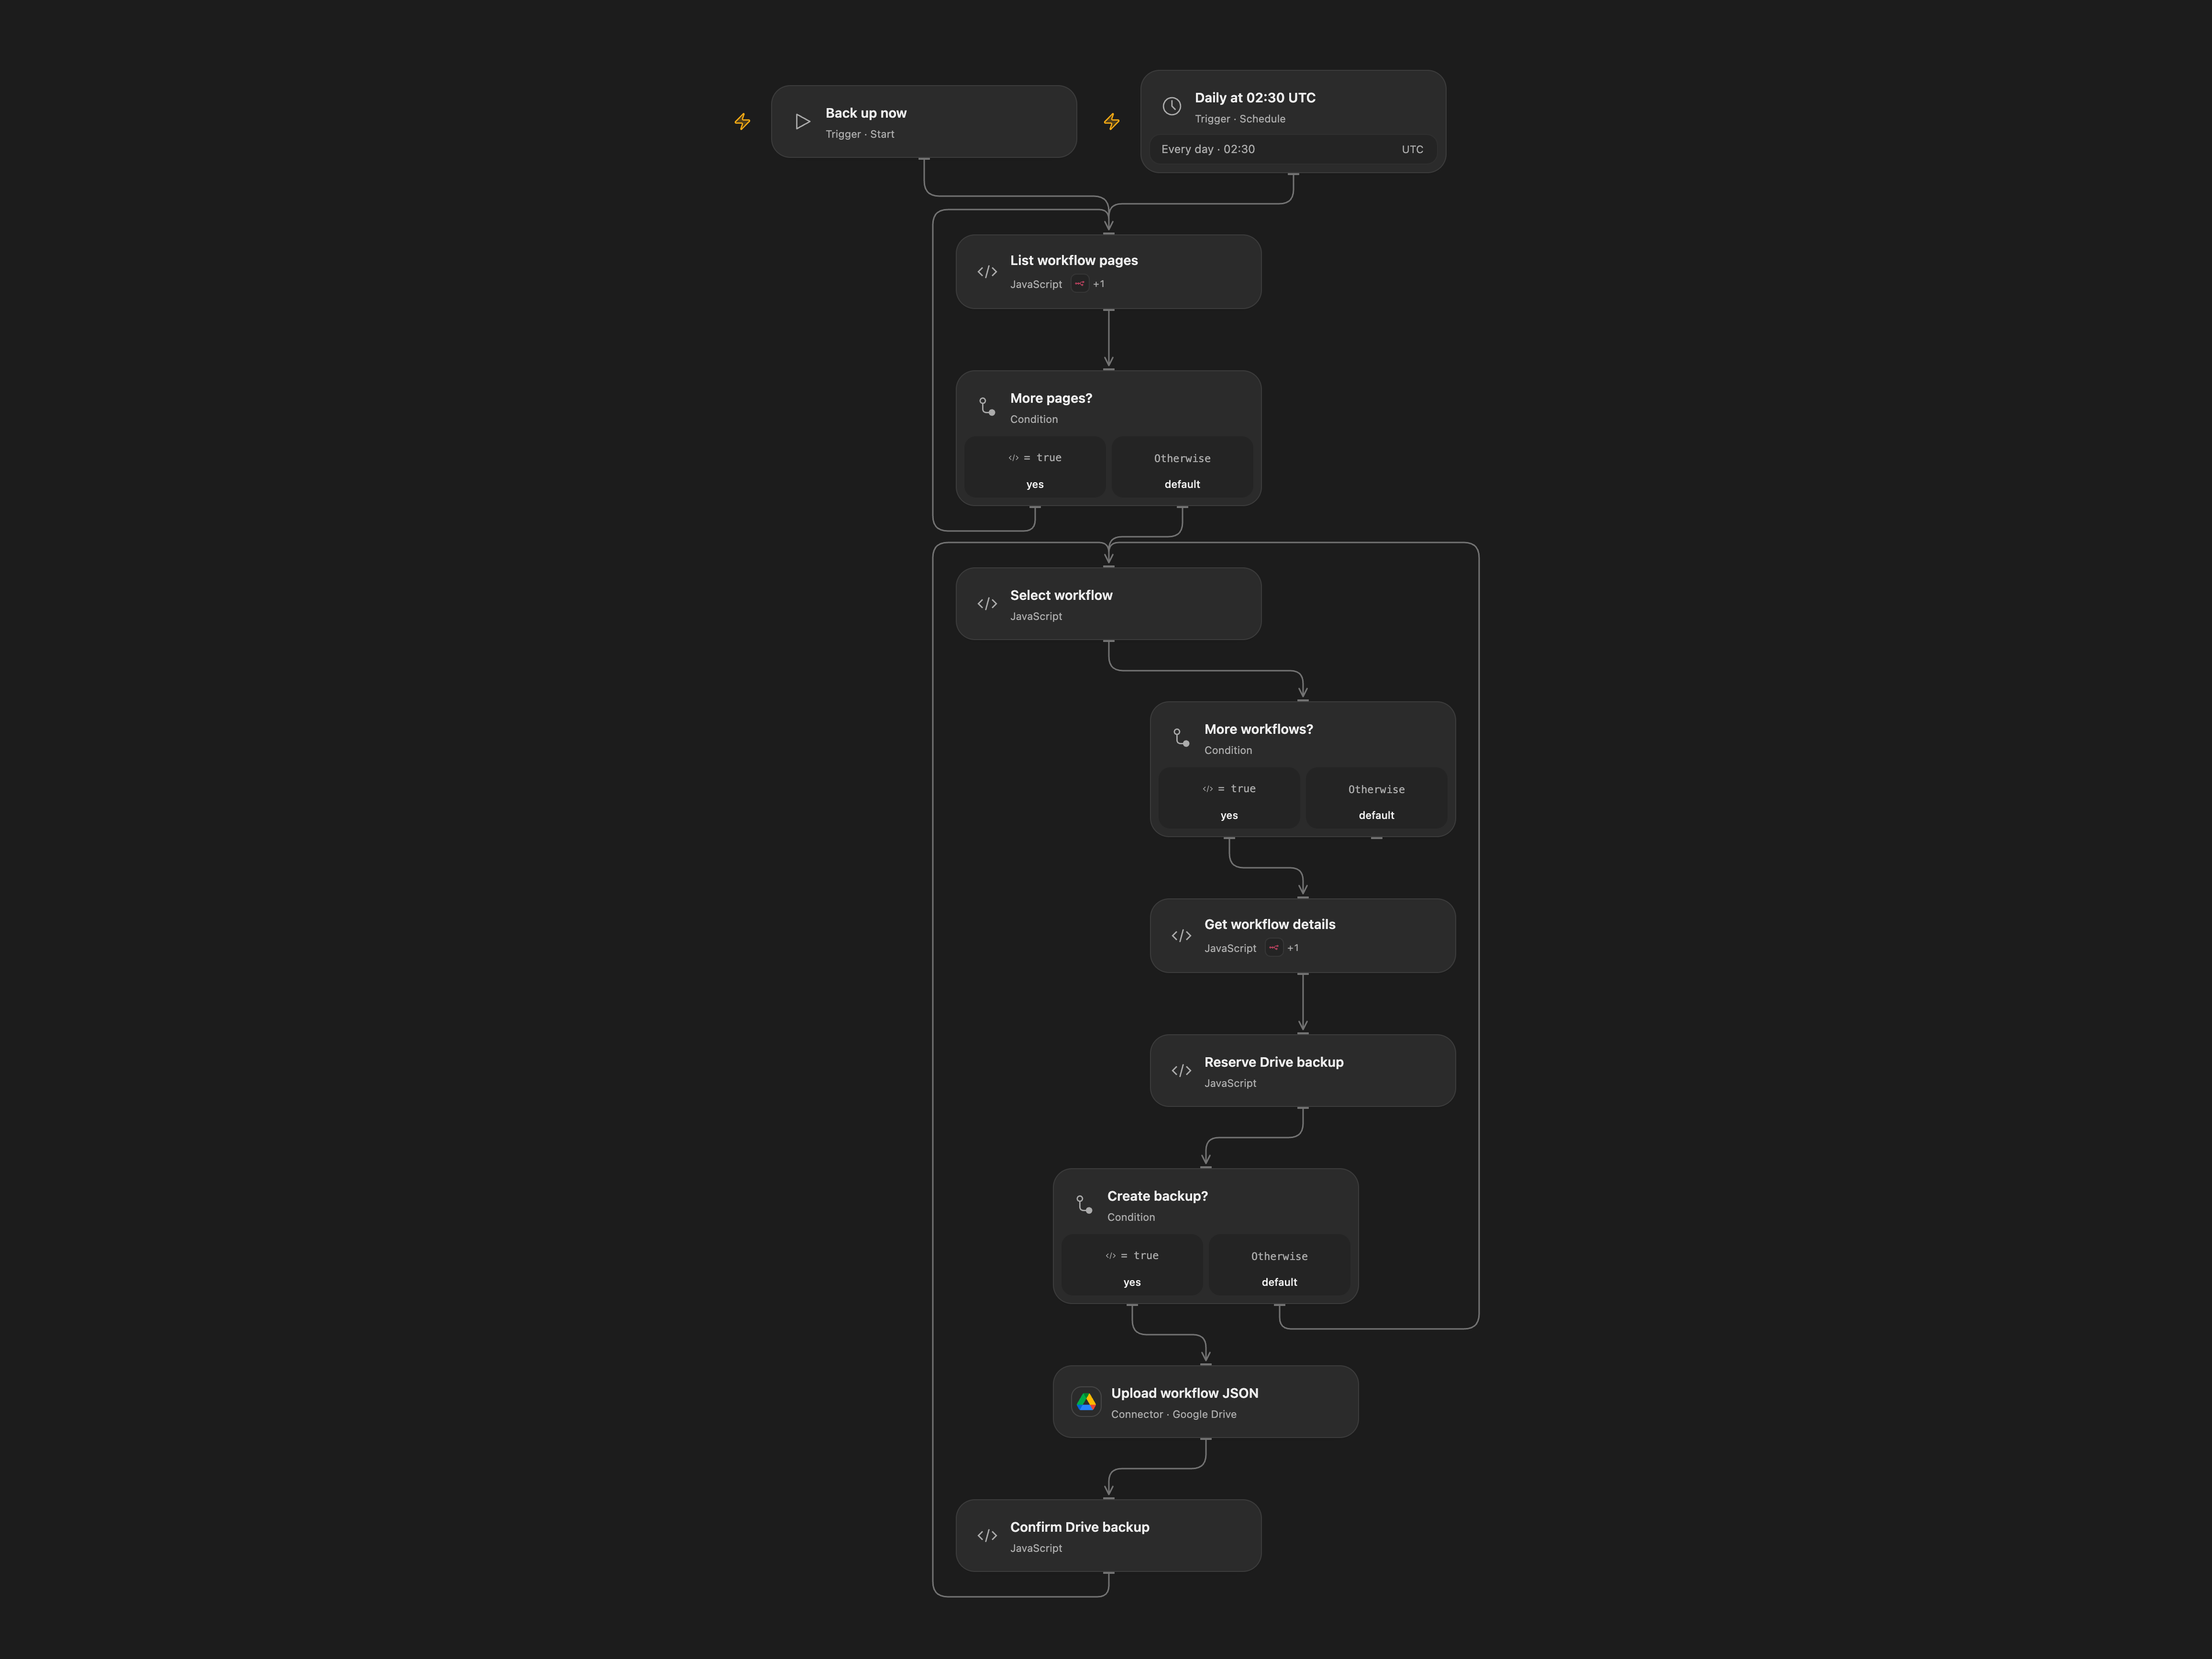 Back up now
Trigger · Start
Daily at 02:30 UTC
Trigger · Schedule
Every day · 02:30 UTC
List workflow pages
JavaScript +1
More pages?
Condition
</> = true Otherwise
yes default
Select workflow
JavaScript
More workflows?
Condition
</> = true Otherwise
yes default
Get workflow details
JavaScript +1
Reserve Drive backup
JavaScript
Create backup?
Condition
</> = true Otherwise
yes default
Upload workflow JSON
Connector · Google Drive
Confirm Drive backup
JavaScript